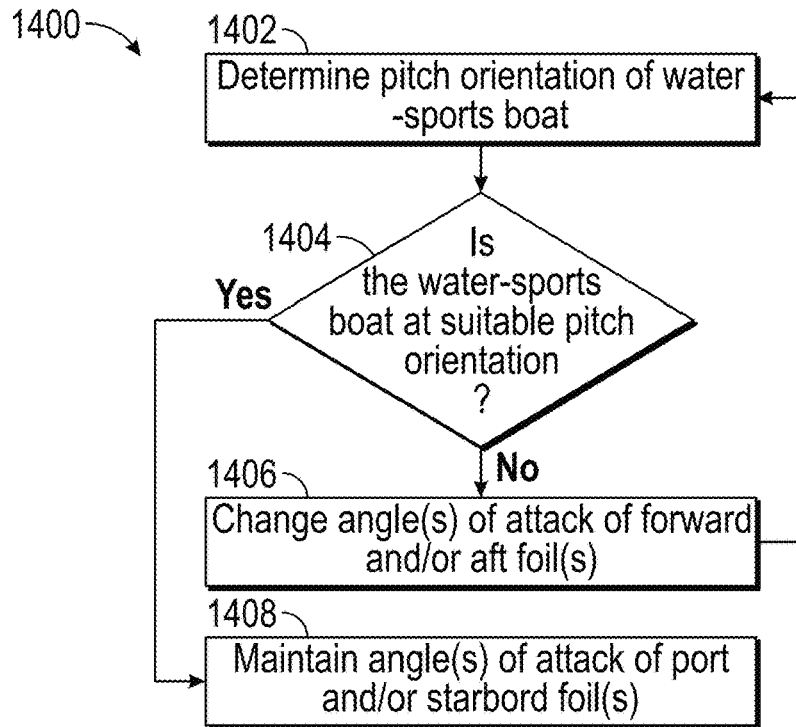 1400
1402
Determine pitch orientation of water
-sports boat
1404
Is
the water-sports
boat at suitable pitch
orientation
?
Yes
No
1406
Change angle(s) of attack of forward
and/or aft foil(s)
1408
Maintain angle(s) of attack of port
and/or starbord foil(s)